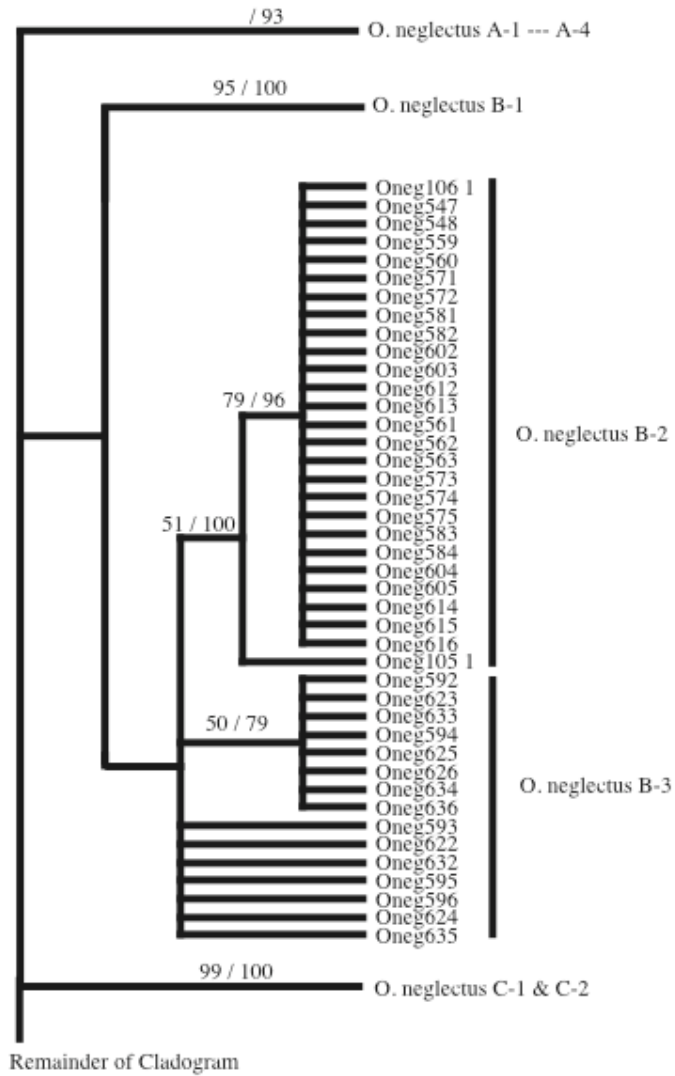 / 93
O. neglectus A-1 --- A-4
95 / 100
O. neglectus B-1
Oneg106 1
Oneg547
Oneg548
Oneg559
Oneg560
Oneg571
Oneg572
Oneg581
Oneg582
Oneg602
Oneg603
Oneg612
79 / 96
Oneg613
Oneg561
O. neglectus B-2
Oneg562
Oneg563
Oneg573
Oneg574
Oneg575
51 / 100
Oneg583
Oneg584
Oneg604
Oneg605
Oneg614
Oneg615
Oneg616
Oneg105 1
Oneg592
Oneg623
Oneg633
50 / 79
Oneg594
Oneg625
Oneg626
O. neglectus B-3
Oneg634
Oneg636
Oneg593
Oneg622
Oneg632
Oneg595
Oneg596
Oneg624
Oneg635
99 / 100
O. neglectus C-1 & C-2
Remainder of Cladogram